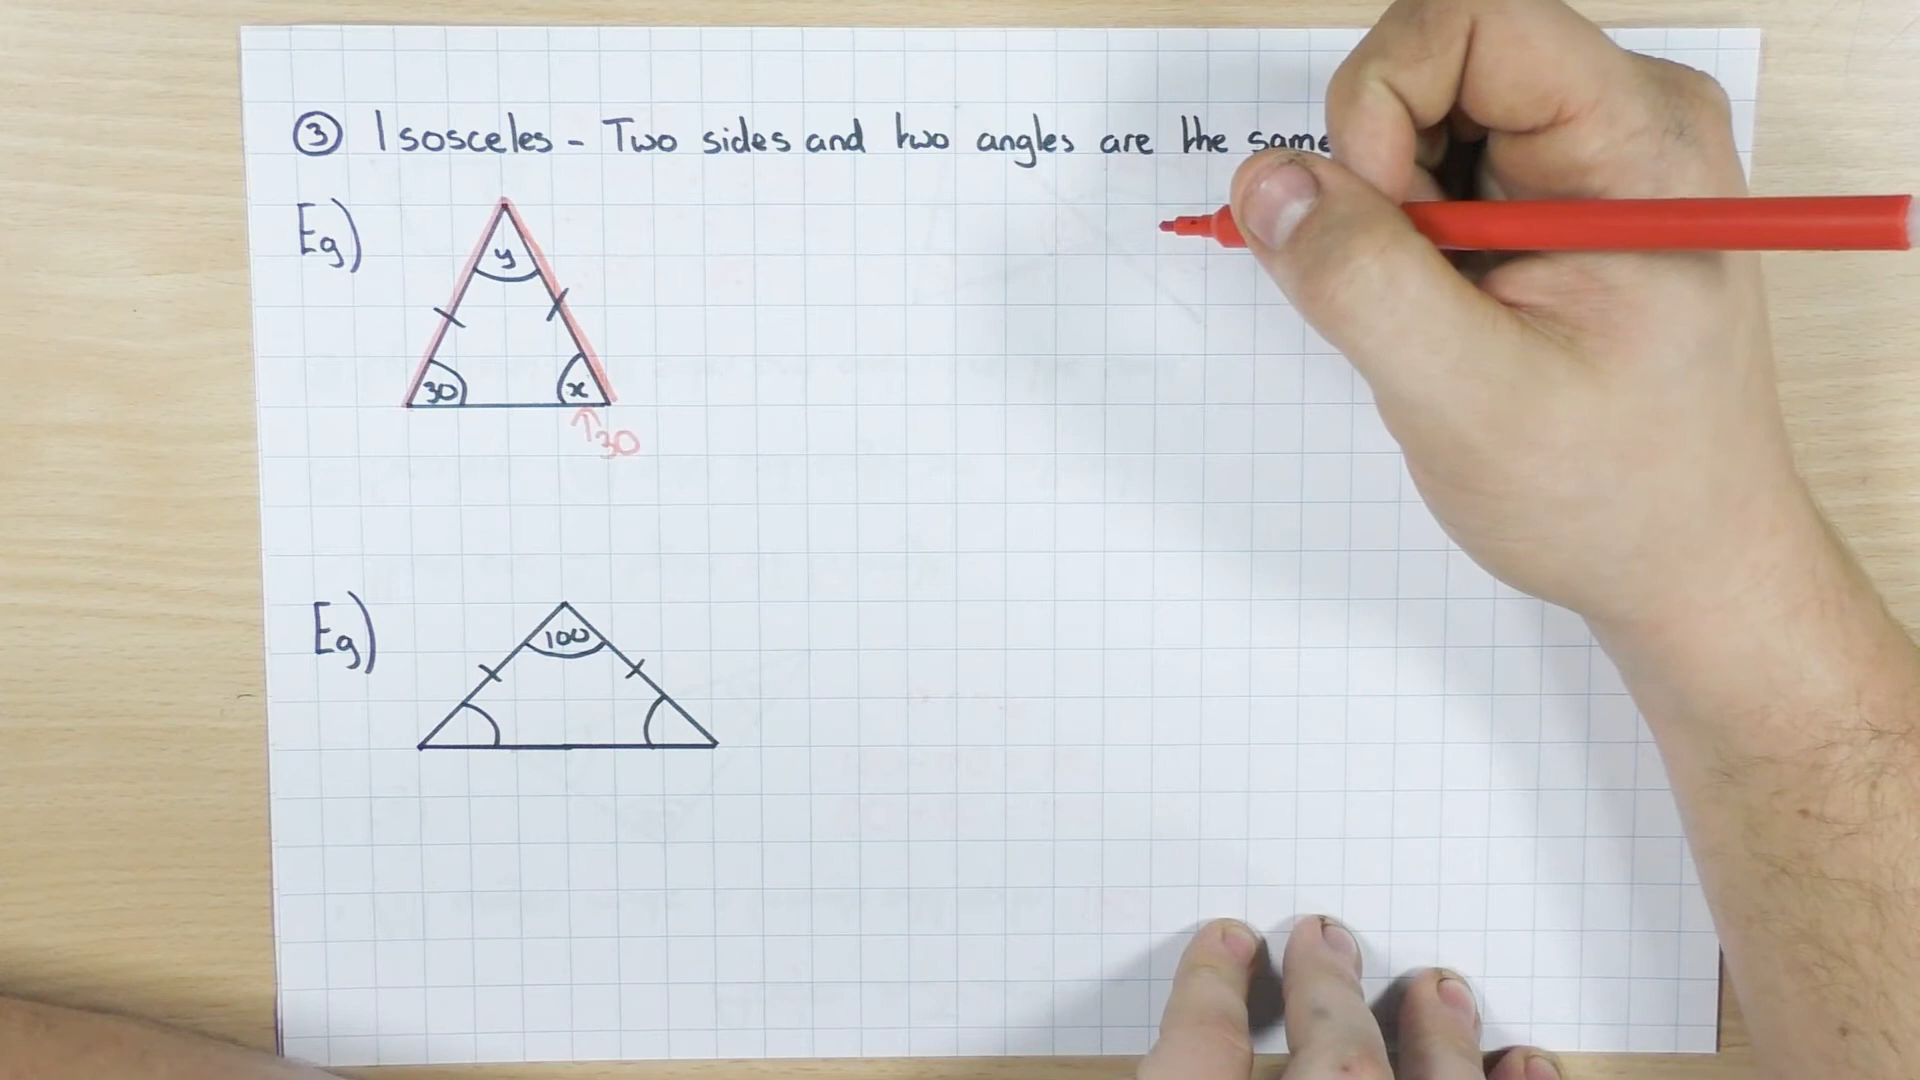 ③ Isosceles - Two sides and two angles are the same
Eg)
y
30
x
↑30
Eg)
100